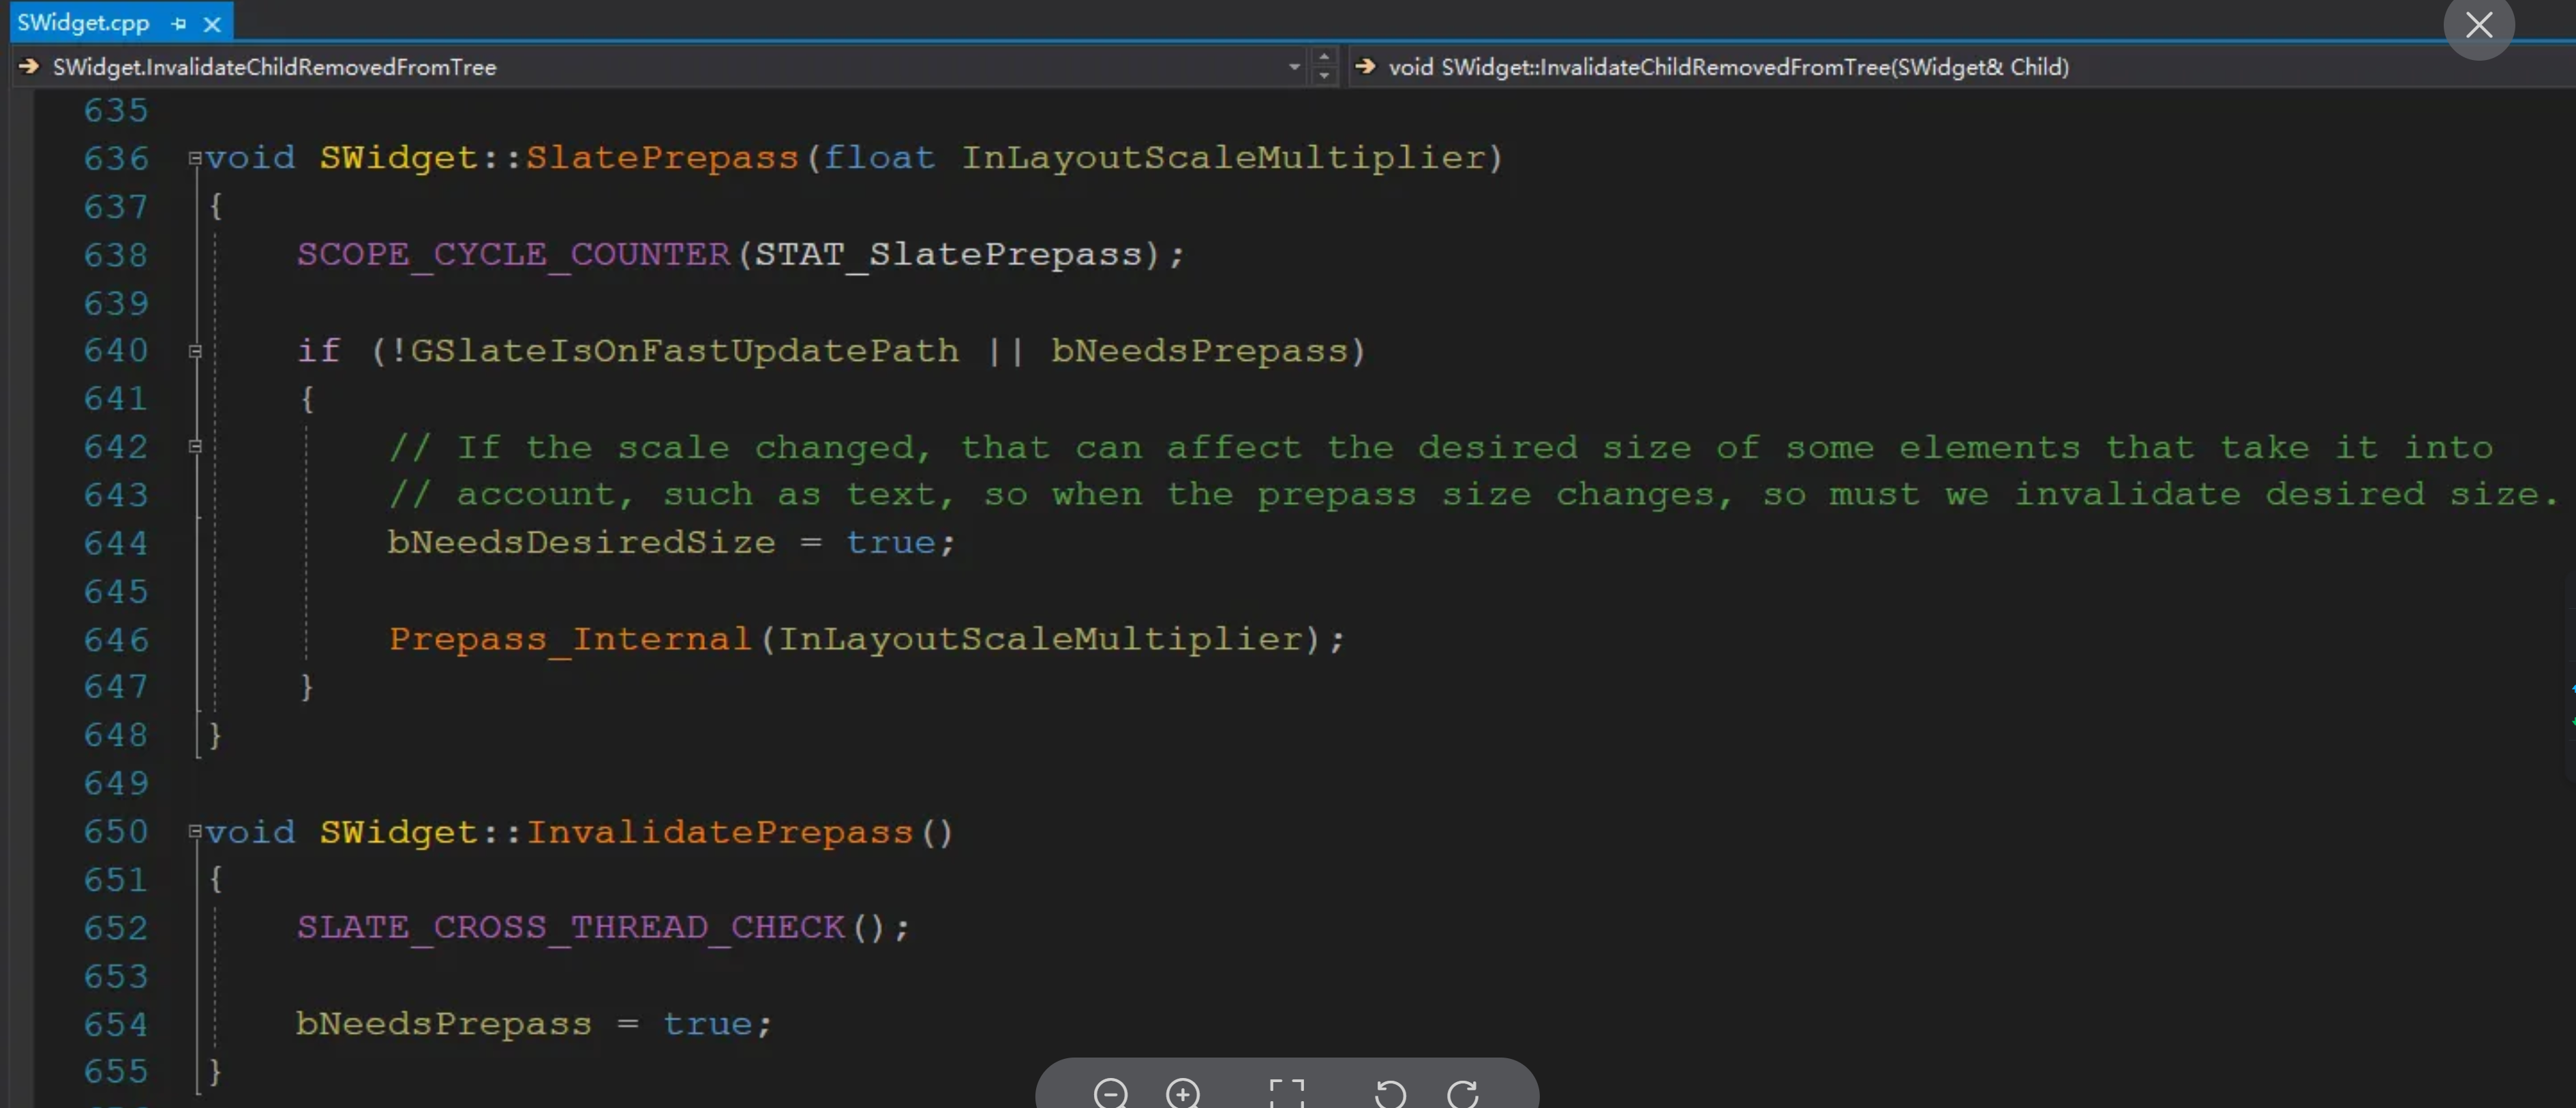 SWidget.cpp
SWidget.InvalidateChildRemovedFromTree
void SWidget::InvalidateChildRemovedFromTree(SWidget& Child)
635
636 void SWidget::SlatePrepass(float InLayoutScaleMultiplier)
637 {
638 SCOPE_CYCLE_COUNTER(STAT_SlatePrepass);
639
640 if (!GSlateIsOnFastUpdatePath || bNeedsPrepass)
641 {
642 // If the scale changed, that can affect the desired size of some elements that take it into
643 // account, such as text, so when the prepass size changes, so must we invalidate desired size.
644 bNeedsDesiredSize = true;
645
646 Prepass_Internal(InLayoutScaleMultiplier);
647 }
648 }
649
650 void SWidget::InvalidatePrepass()
651 {
652 SLATE_CROSS_THREAD_CHECK();
653
654 bNeedsPrepass = true;
655 }